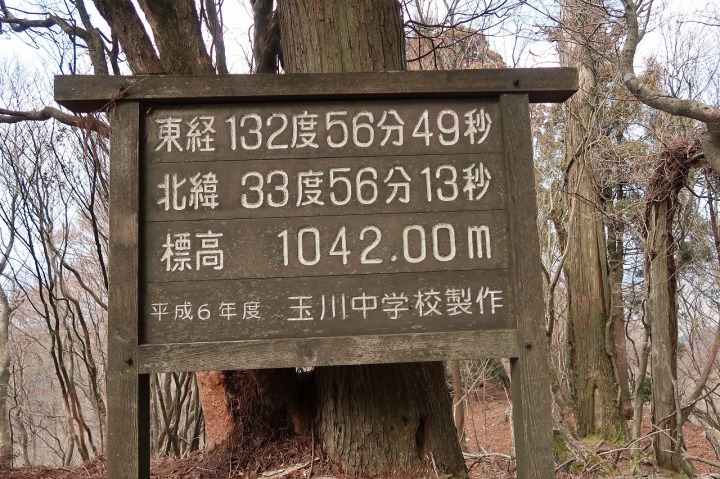 東経 132度56分49秒
北緯 33度56分13秒
標高 1042.00m
平成6年度 玉川中学校製作